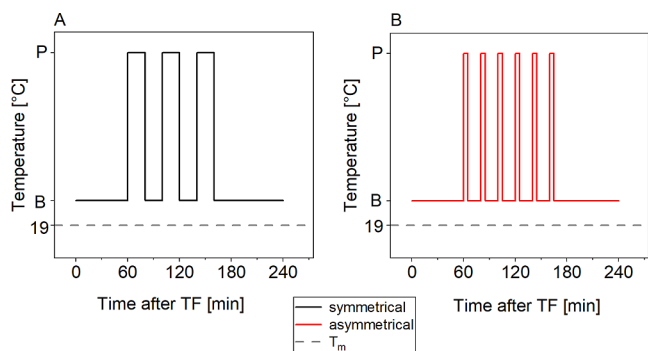 A
B
Temperature [°C]
P
B
19
0
60
120
180
240
Time after TF [min]
Temperature [°C]
P
B
19
0
60
120
180
240
Time after TF [min]
symmetrical
asymmetrical
Tm